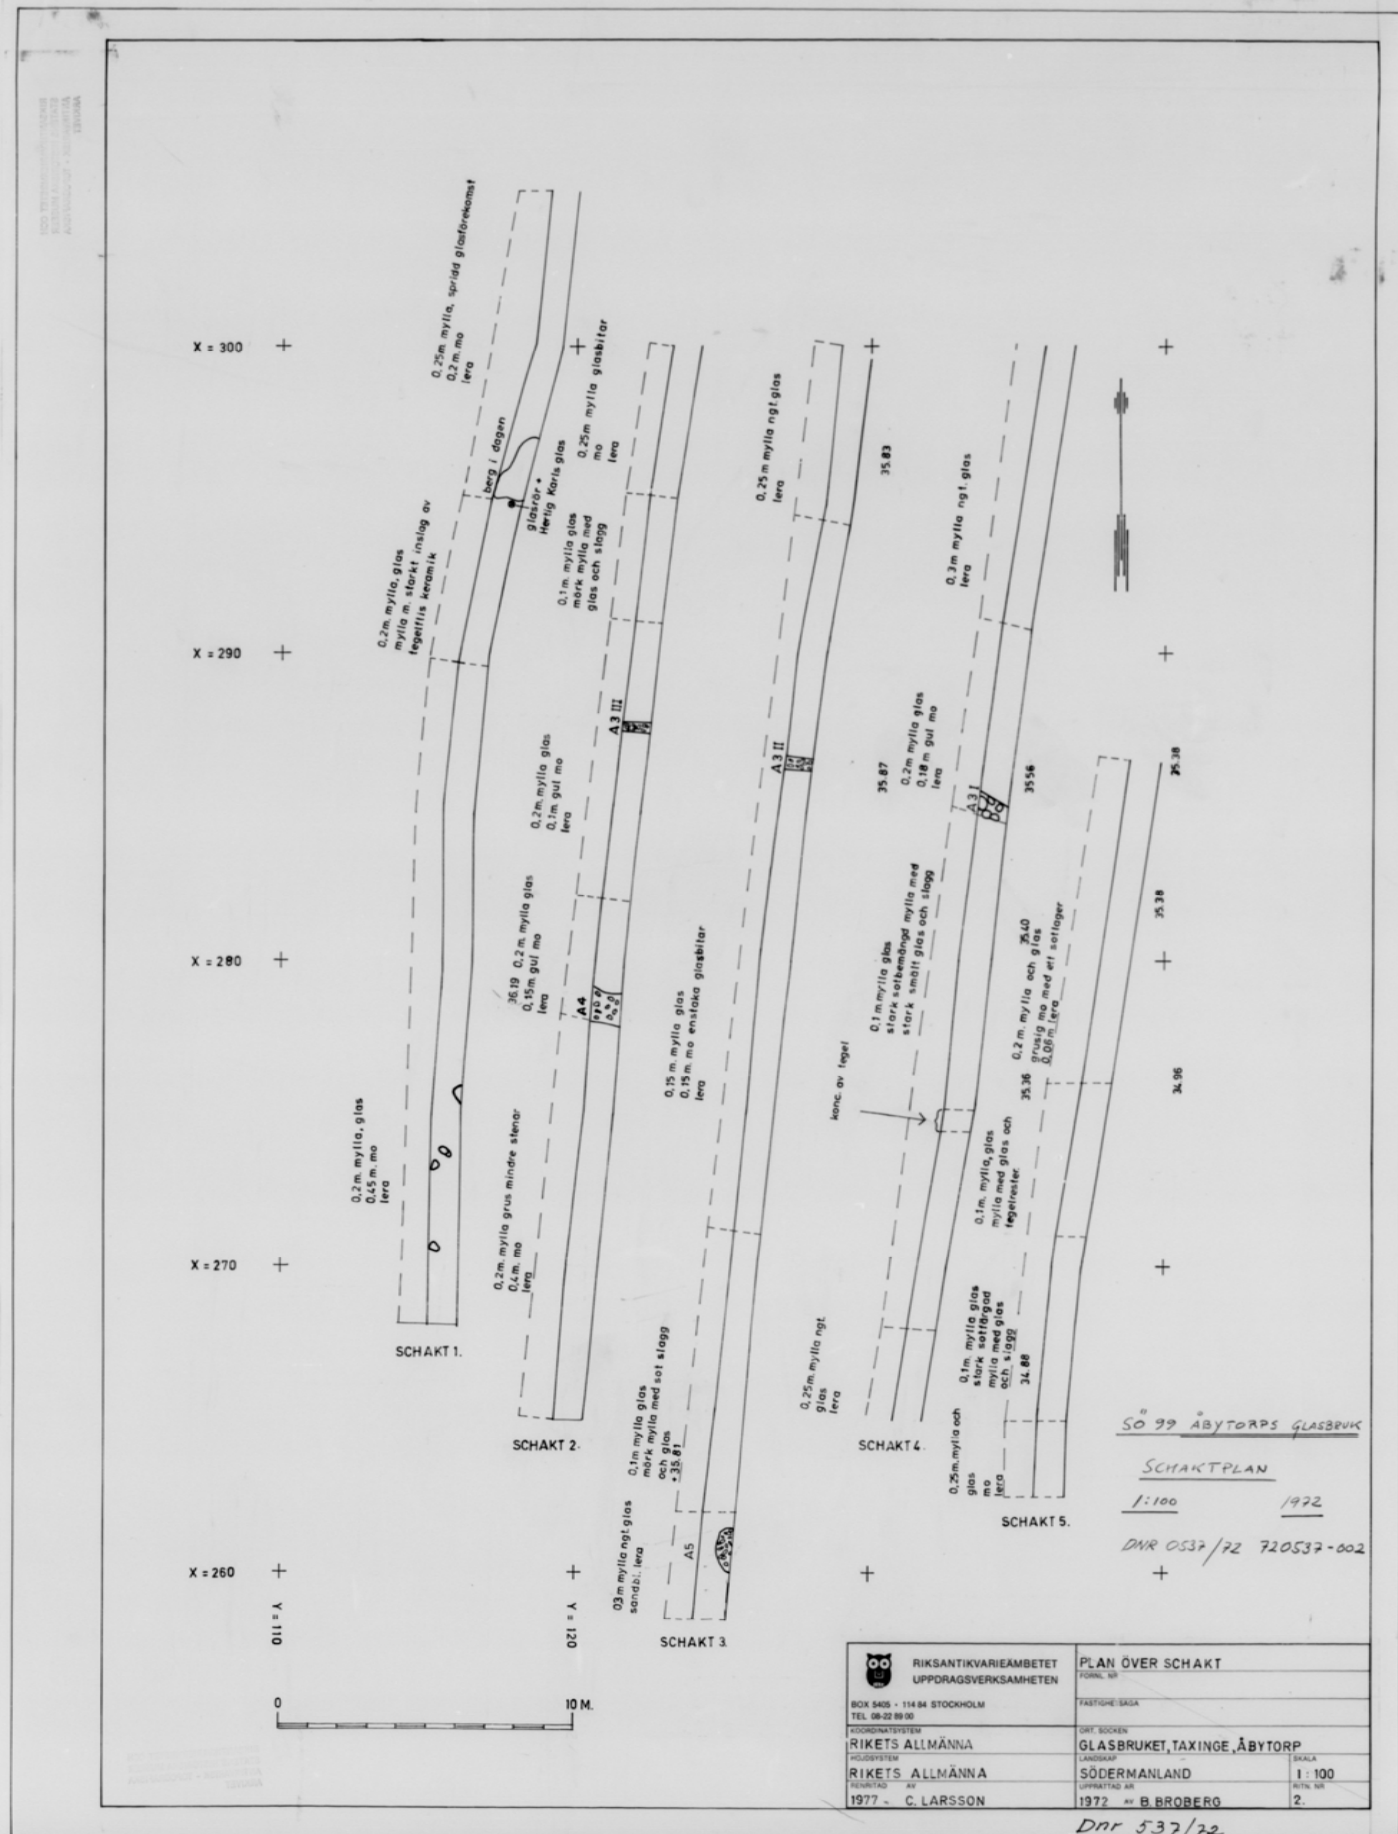 0,25m. mylla, spridd glasförekomst
0,2 m. mo
lera
berg i dagen
glasrör +
Hertig Karls glas
0,2m. mylla, glas
mylla m. starkt inslag av
tegelflis keramik
0,2m. mylla, glas
0,45 m. mo
lera
SCHAKT 1.
0,25m mylla glasbitar
mo
lera
0,1 m. mylla glas
mörk mylla med
glas och slagg
A3 III
0,2m. mylla glas
0,1m. gul mo
lera
36.19
0,2 m. mylla glas
0,15m. gul mo
lera
A4
0,2m. mylla grus mindre stenar
0,4m. mo
lera
SCHAKT 2.
0,25 m mylla ngt. glas
lera
35.83
A3 II
35.87
0,15 m. mylla glas
0,15 m. mo enstaka glasbitar
lera
0,1m mylla glas
mörk mylla med sot slagg
och glas
+ 35.81
03m mylla ngt. glas
sandbl. lera
A5
SCHAKT 3.
0,3m mylla ngt. glas
lera
0,2m mylla glas
0,18 m gul mo
lera
A3 I
35.56
0,1 m. mylla glas
stark sotbemängd mylla med
stark smält glas och slagg
konc. av tegel
0,25m. mylla ngt.
glas
lera
SCHAKT 4.
35.38
35.38
35.40
0,2 m. mylla och glas
grusig mo med ett sotlager
0,06m lera
35.36
34.96
0,1m. mylla, glas
mylla med glas och
tegelrester.
0,1m. mylla glas
stark sotfärgad
mylla med glas
och slagg
34.88
0,25m. mylla och
glas
mo
lera
SCHAKT 5.
X = 300
X = 290
X = 280
X = 270
X = 260
Y = 110
Y = 120
0
10 M.
SÖ 99 ÅBYTORPS GLASBRUK
SCHAKTPLAN
1:100 1972
DNR 0537/72 720537-002
RIKSANTIKVARIEÄMBETET
UPPDRAGSVERKSAMHETEN
BOX 5405 · 114 84 STOCKHOLM
TEL 08-22 89 00
PLAN ÖVER SCHAKT
FORNL. NR
FASTIGHET/SAGA
KOORDINATSYSTEM
RIKETS ALLMÄNNA
ORT, SOCKEN
GLASBRUKET, TAXINGE, ÅBYTORP
HÖJDSYSTEM
RIKETS ALLMÄNNA
LANDSKAP
SÖDERMANLAND
SKALA
1 : 100
RENRITAD AV
1977 - C. LARSSON
UPPRÄTTAD ÅR
1972 AV B. BROBERG
RITN. NR
2.
Dnr 537/72